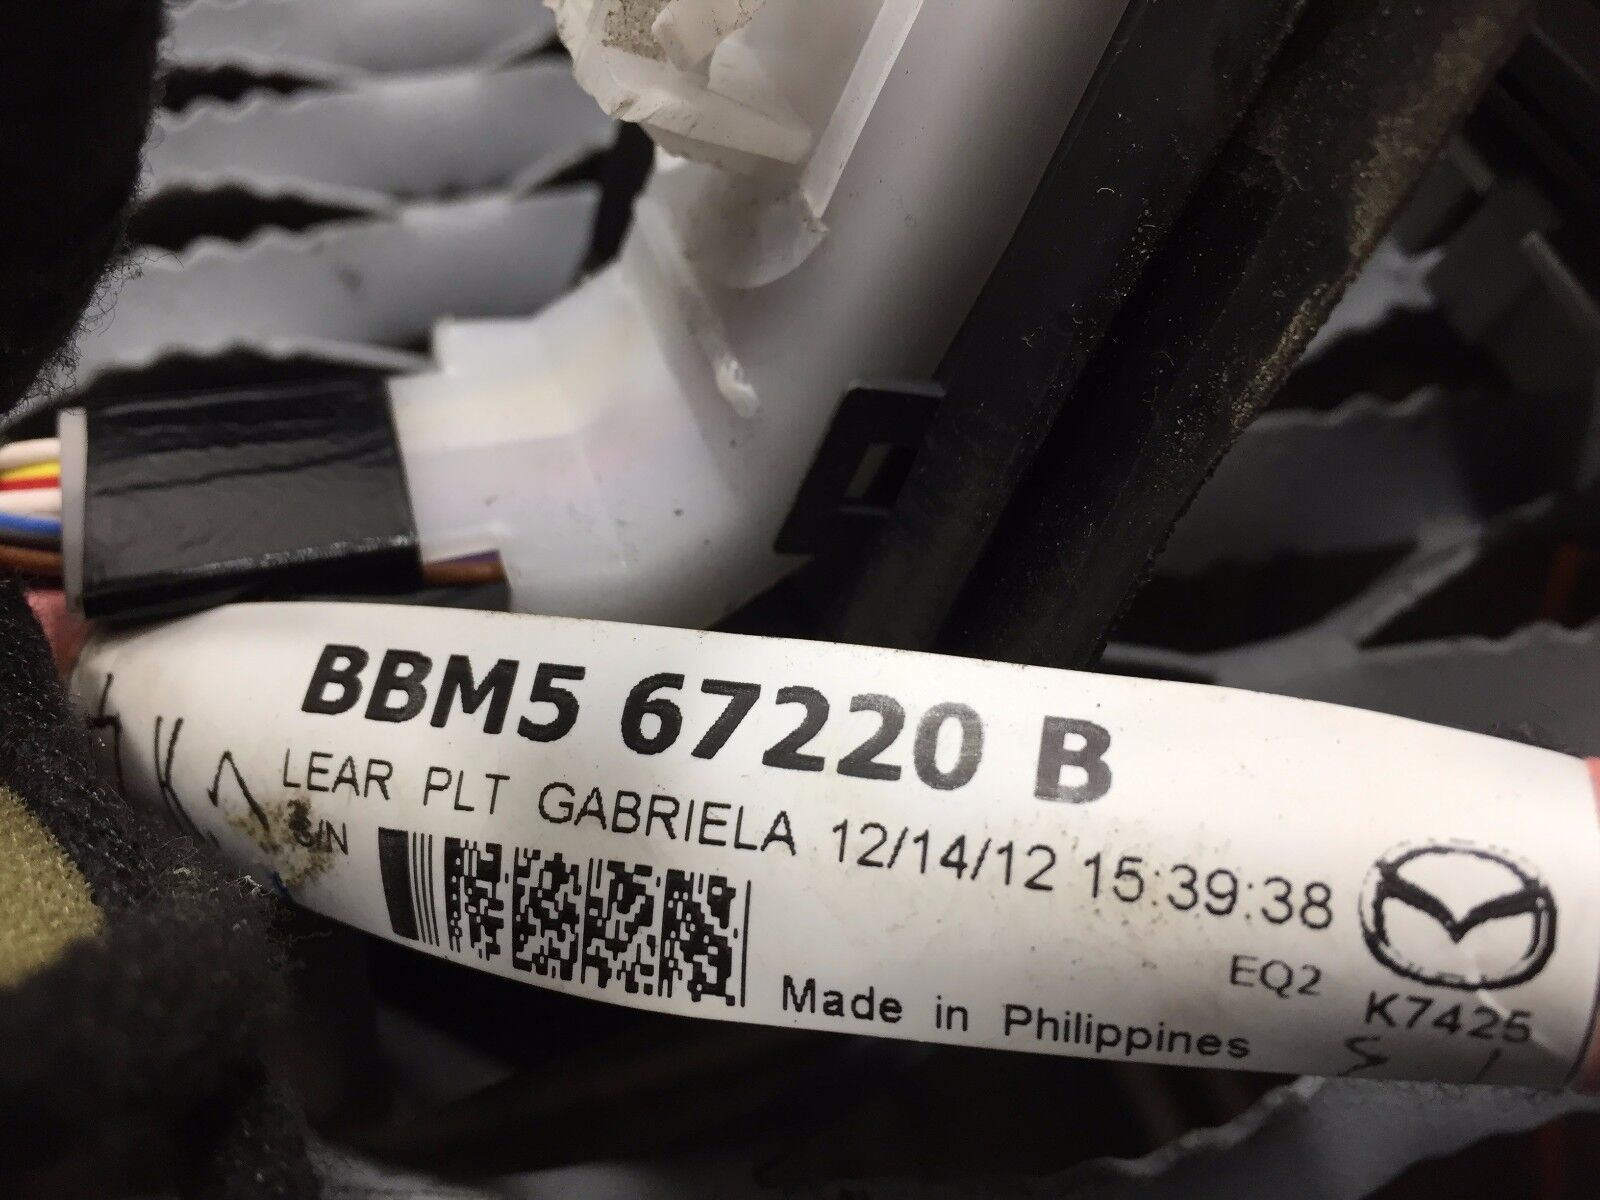 BBM5 67220 B
LEAR PLT GABRIELA 12/14/12 15:39:38
S/N
EQ2
K7425
Made in Philippines